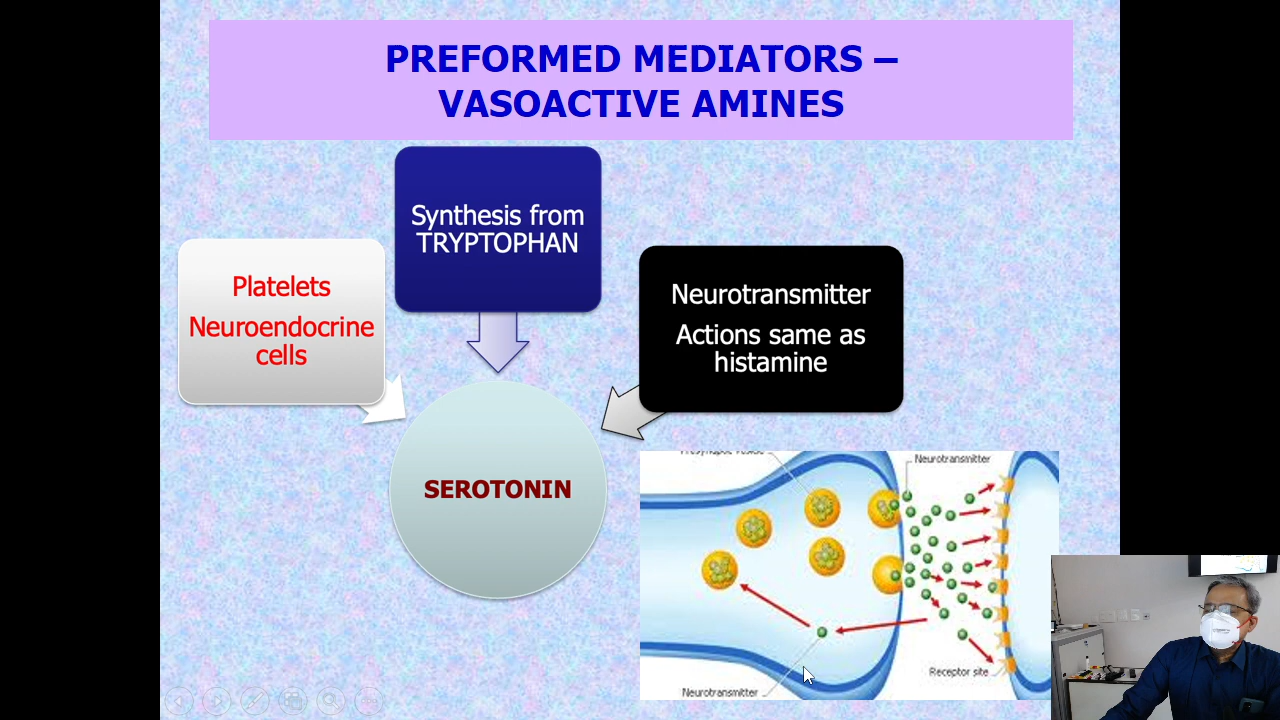 PREFORMED MEDIATORS –
VASOACTIVE AMINES
Synthesis from
TRYPTOPHAN
Platelets
Neuroendocrine
cells
Neurotransmitter
Actions same as
histamine
SEROTONIN
Neurotransmitter
Receptor site
Neurotransmitter